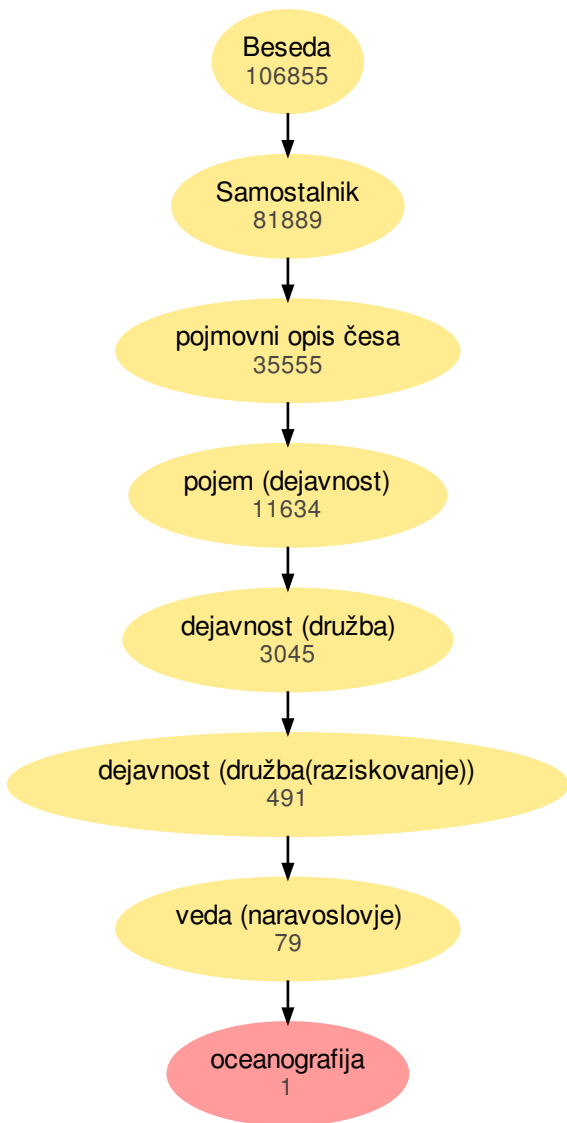 Beseda
106855
Samostalnik
81889
pojmovni opis česa
35555
pojem (dejavnost)
11634
dejavnost (družba)
3045
dejavnost (družba(raziskovanje))
491
veda (naravoslovje)
79
oceanografija
1